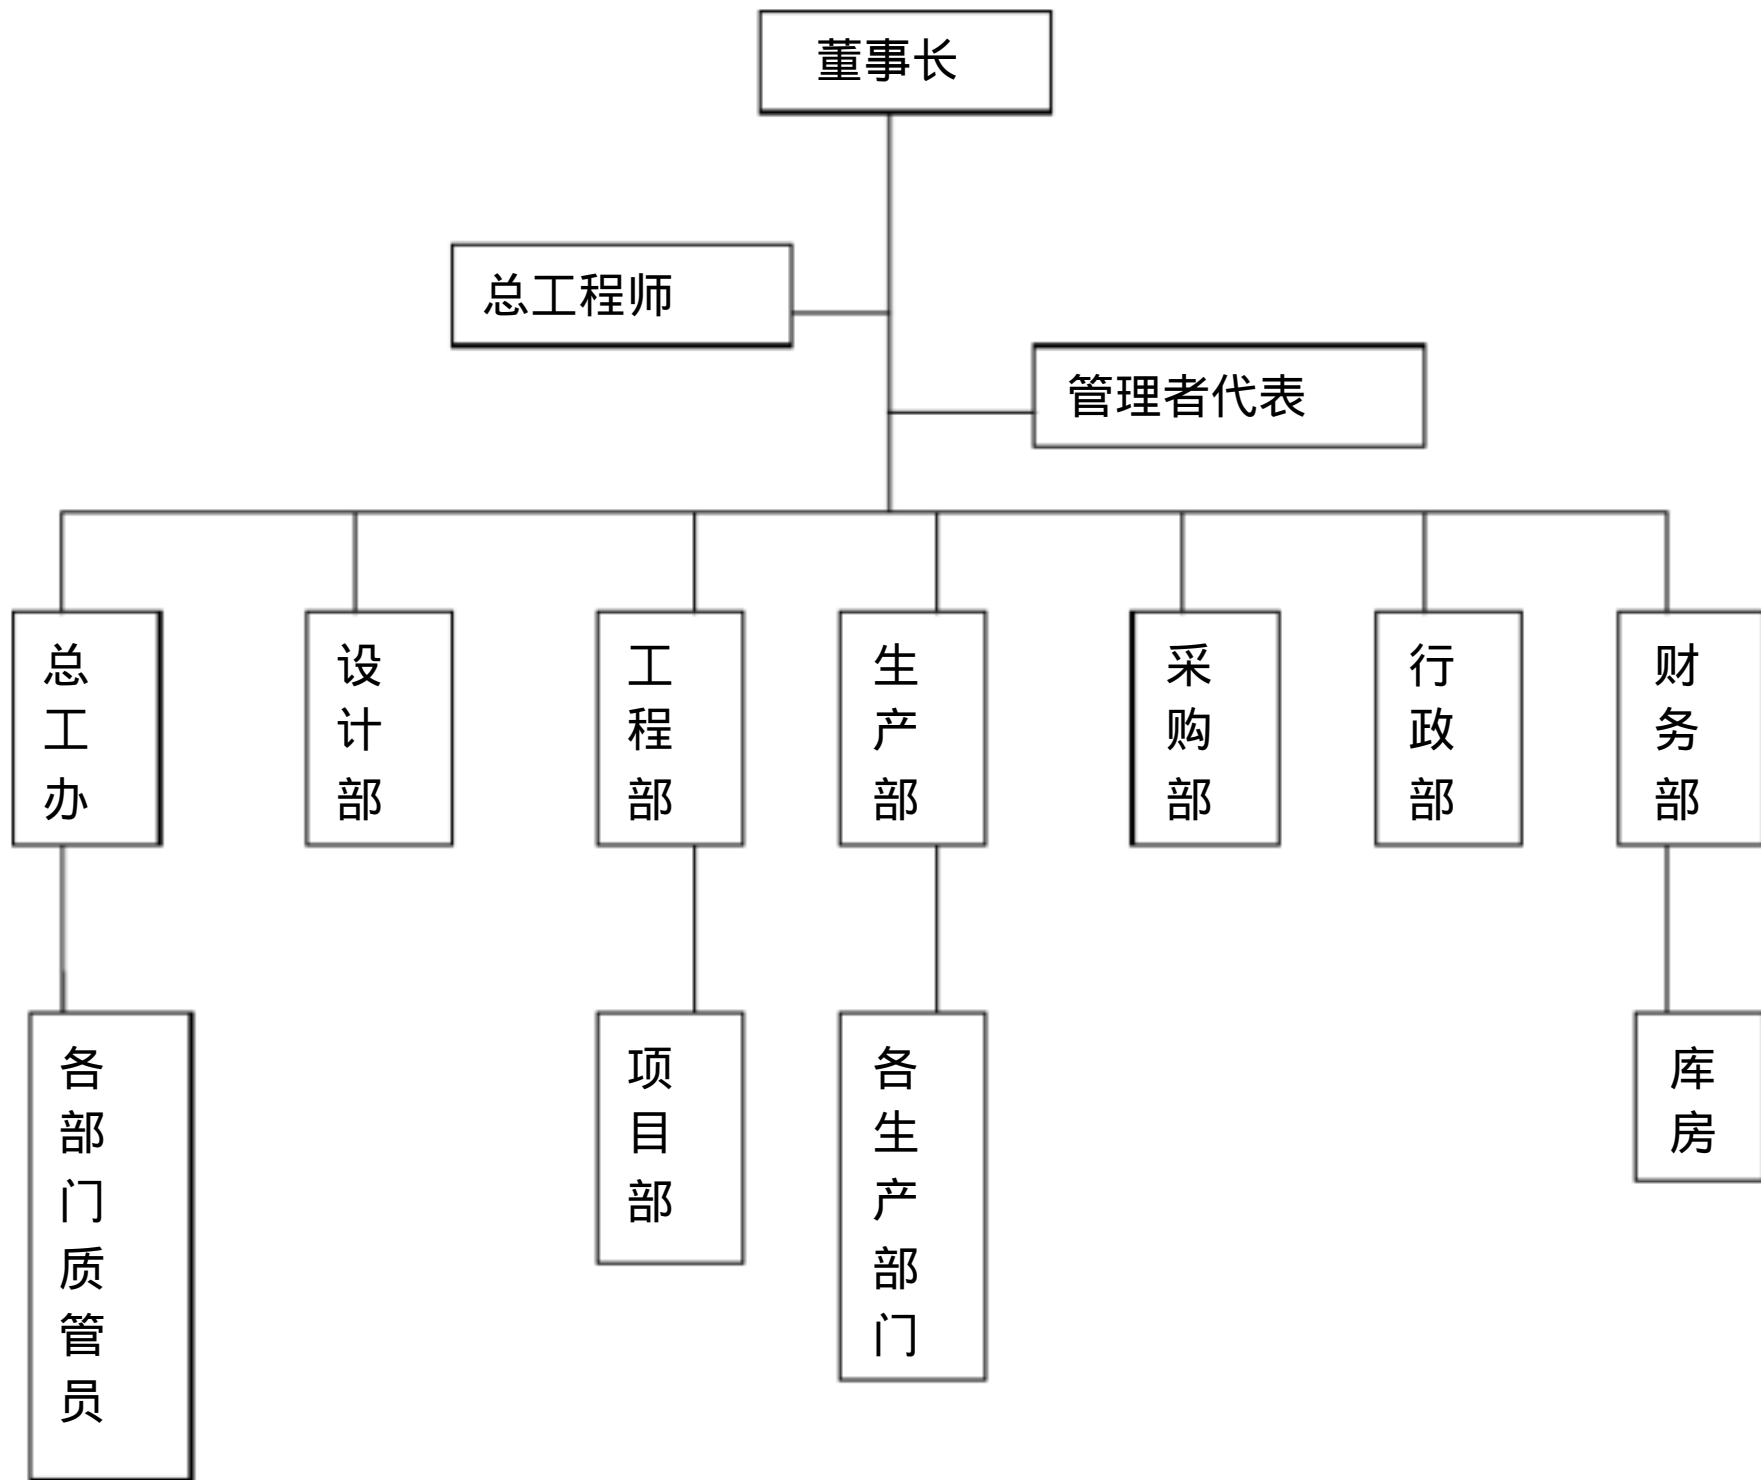 董事长
总工程师
管理者代表
总工办
设计部
工程部
生产部
采购部
行政部
财务部
各部门质管员
项目部
各生产部门
库房